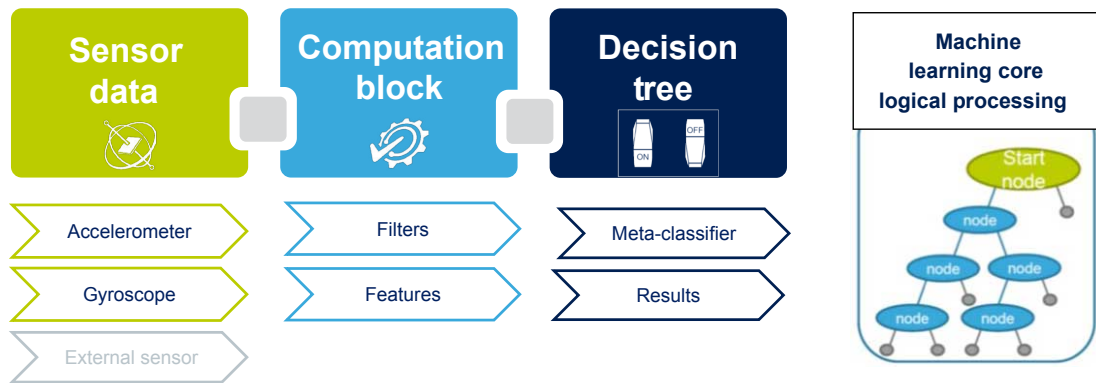 Sensor
data
Computation
block
Decision
tree
ON
OFF
Accelerometer
Gyroscope
External sensor
Filters
Features
Meta-classifier
Results
Machine
learning core
logical processing
Start
node
node
node
node
node
node